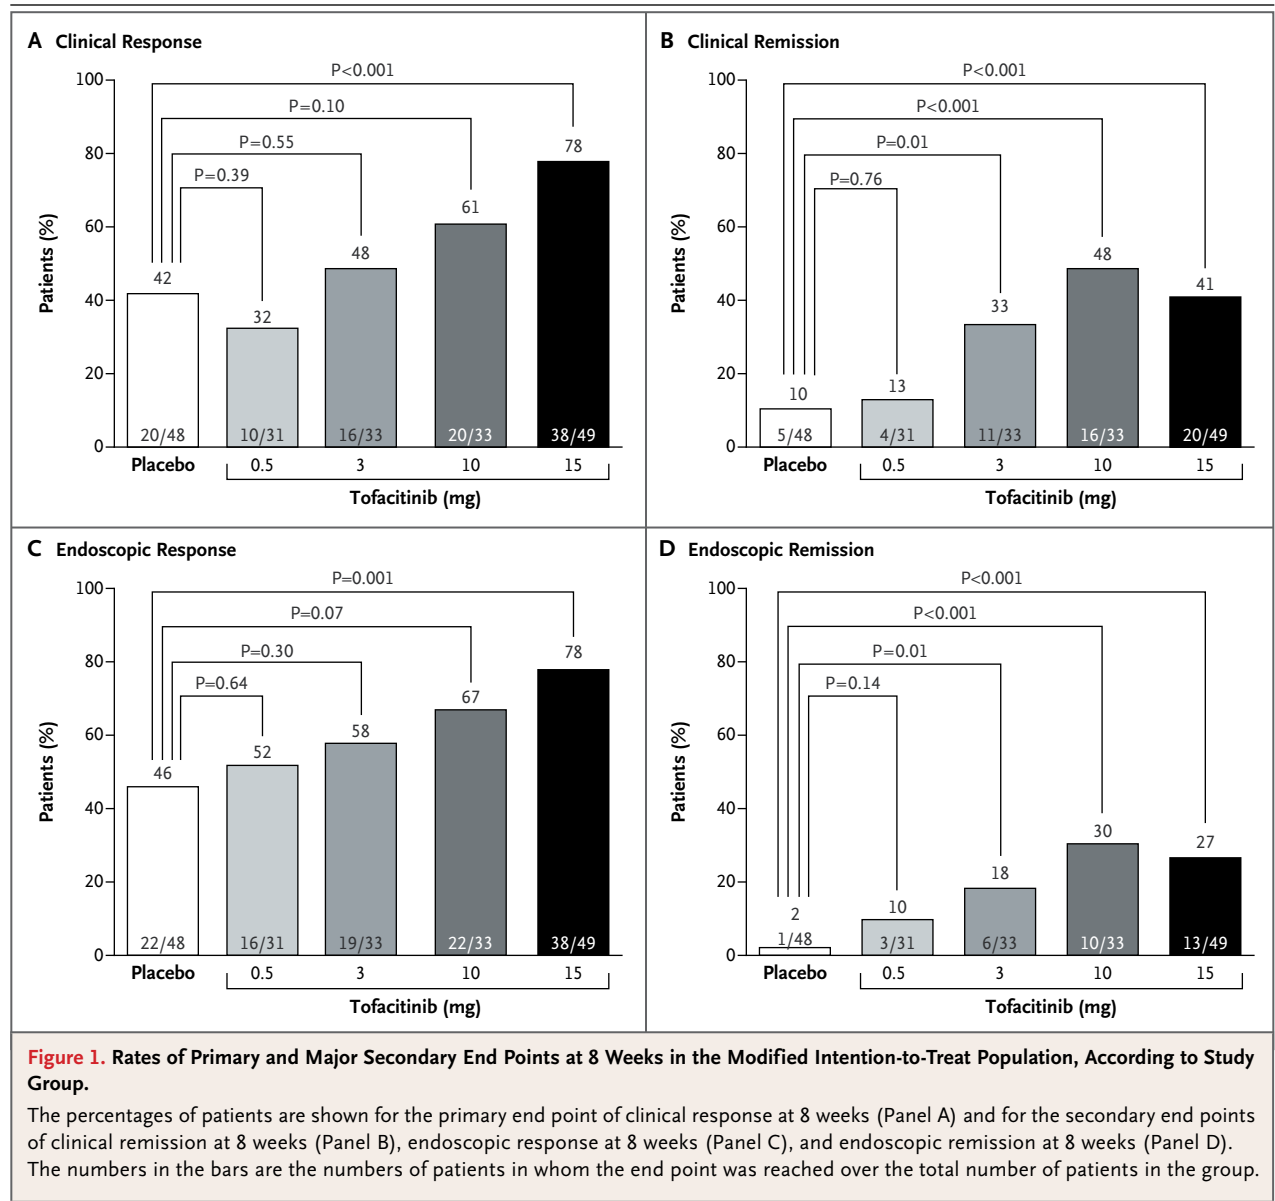 A Clinical Response
P<0.001
P=0.10
P=0.55
P=0.39
Patients (%)
100
80
60
40
20
0
42
32
48
61
78
20/48
10/31
16/33
20/33
38/49
Placebo
0.5
3
10
15
Tofacitinib (mg)
B Clinical Remission
P<0.001
P<0.001
P=0.01
P=0.76
Patients (%)
100
80
60
40
20
0
10
13
33
48
41
5/48
4/31
11/33
16/33
20/49
Placebo
0.5
3
10
15
Tofacitinib (mg)
C Endoscopic Response
P=0.001
P=0.07
P=0.30
P=0.64
Patients (%)
100
80
60
40
20
0
46
52
58
67
78
22/48
16/31
19/33
22/33
38/49
Placebo
0.5
3
10
15
Tofacitinib (mg)
D Endoscopic Remission
P<0.001
P<0.001
P=0.01
P=0.14
Patients (%)
100
80
60
40
20
0
2
10
18
30
27
1/48
3/31
6/33
10/33
13/49
Placebo
0.5
3
10
15
Tofacitinib (mg)
Figure 1. Rates of Primary and Major Secondary End Points at 8 Weeks in the Modified Intention-to-Treat Population, According to Study
Group.
The percentages of patients are shown for the primary end point of clinical response at 8 weeks (Panel A) and for the secondary end points
of clinical remission at 8 weeks (Panel B), endoscopic response at 8 weeks (Panel C), and endoscopic remission at 8 weeks (Panel D).
The numbers in the bars are the numbers of patients in whom the end point was reached over the total number of patients in the group.